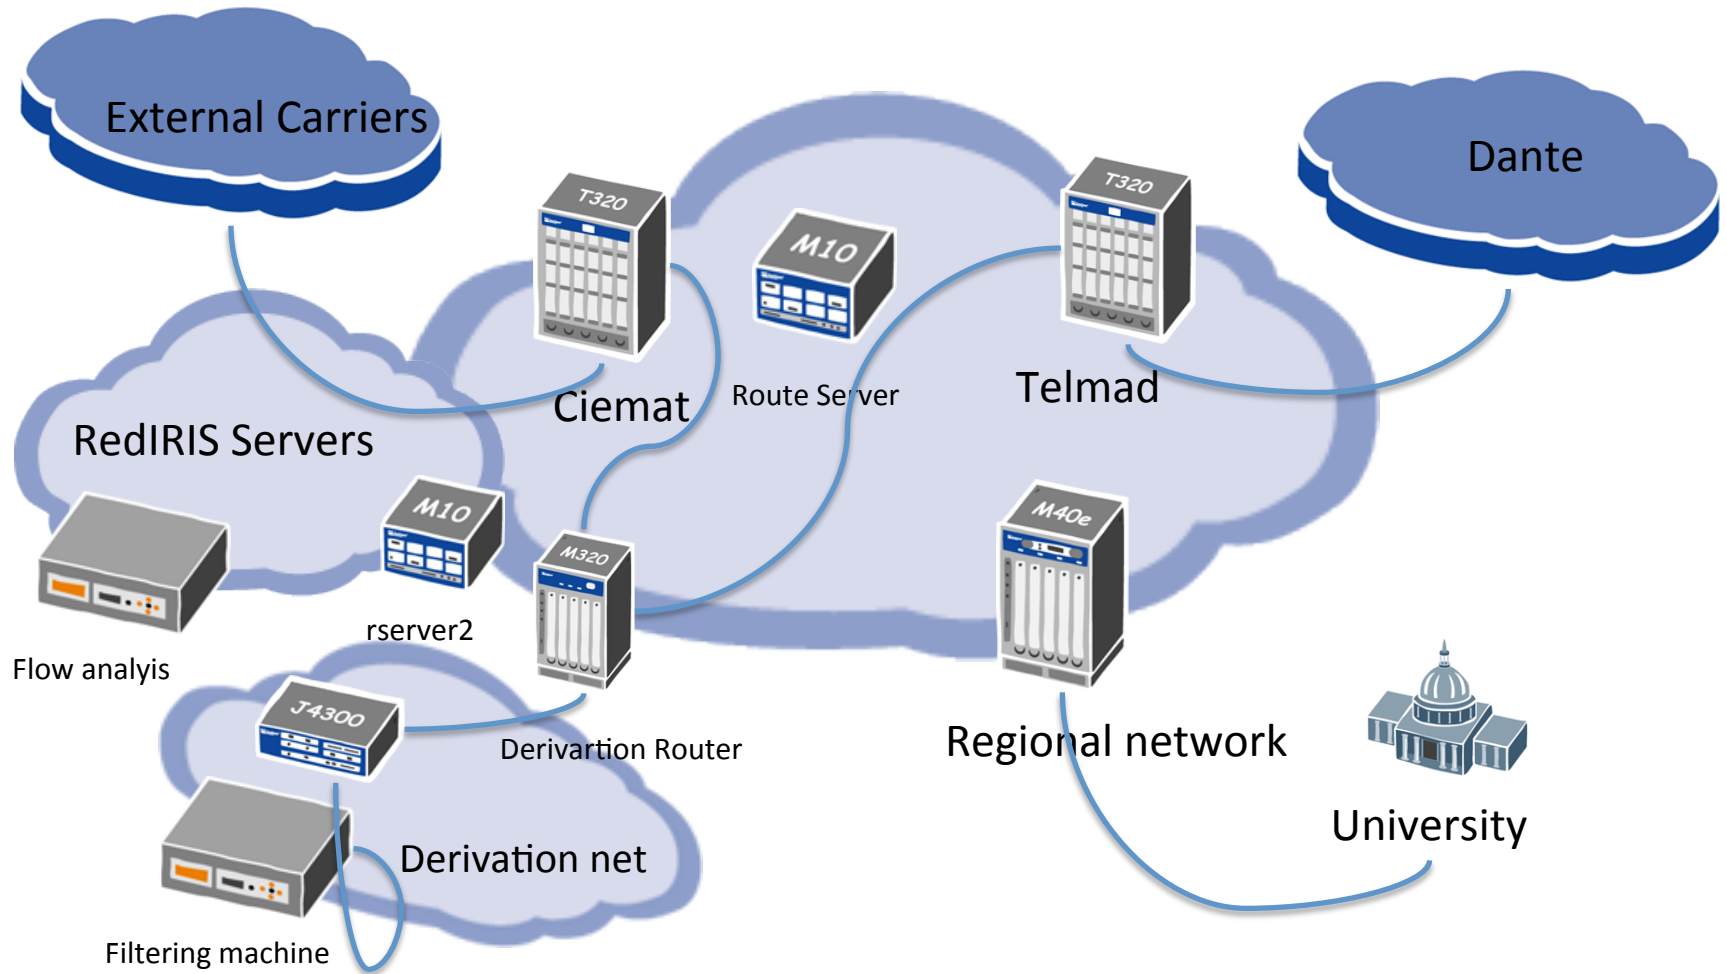 External Carriers
Dante
T320
T320
M10
Ciemat
Route Server
Telmad
RedIRIS Servers
M10
M320
M40e
rserver2
Flow analyis
J4300
Derivartion Router
Regional network
University
Derivation net
Filtering machine